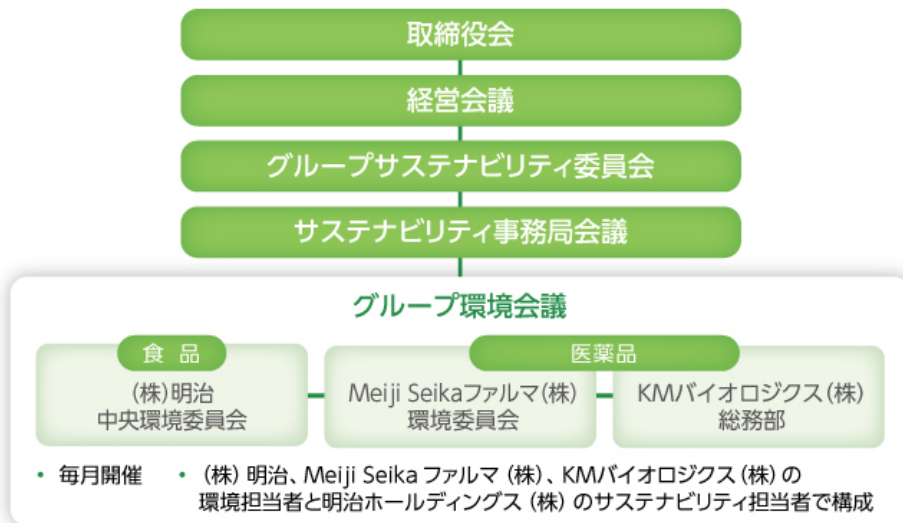 取締役会
経営会議
グループサステナビリティ委員会
サステナビリティ事務局会議
グループ環境会議
食 品
(株)明治
中央環境委員会
医薬品
Meiji Seikaファルマ(株)
環境委員会
KMバイオロジクス(株)
総務部
・ 毎月開催
・ (株) 明治、Meiji Seika ファルマ (株)、KMバイオロジクス(株)の
環境担当者と明治ホールディングス (株) のサステナビリティ担当者で構成